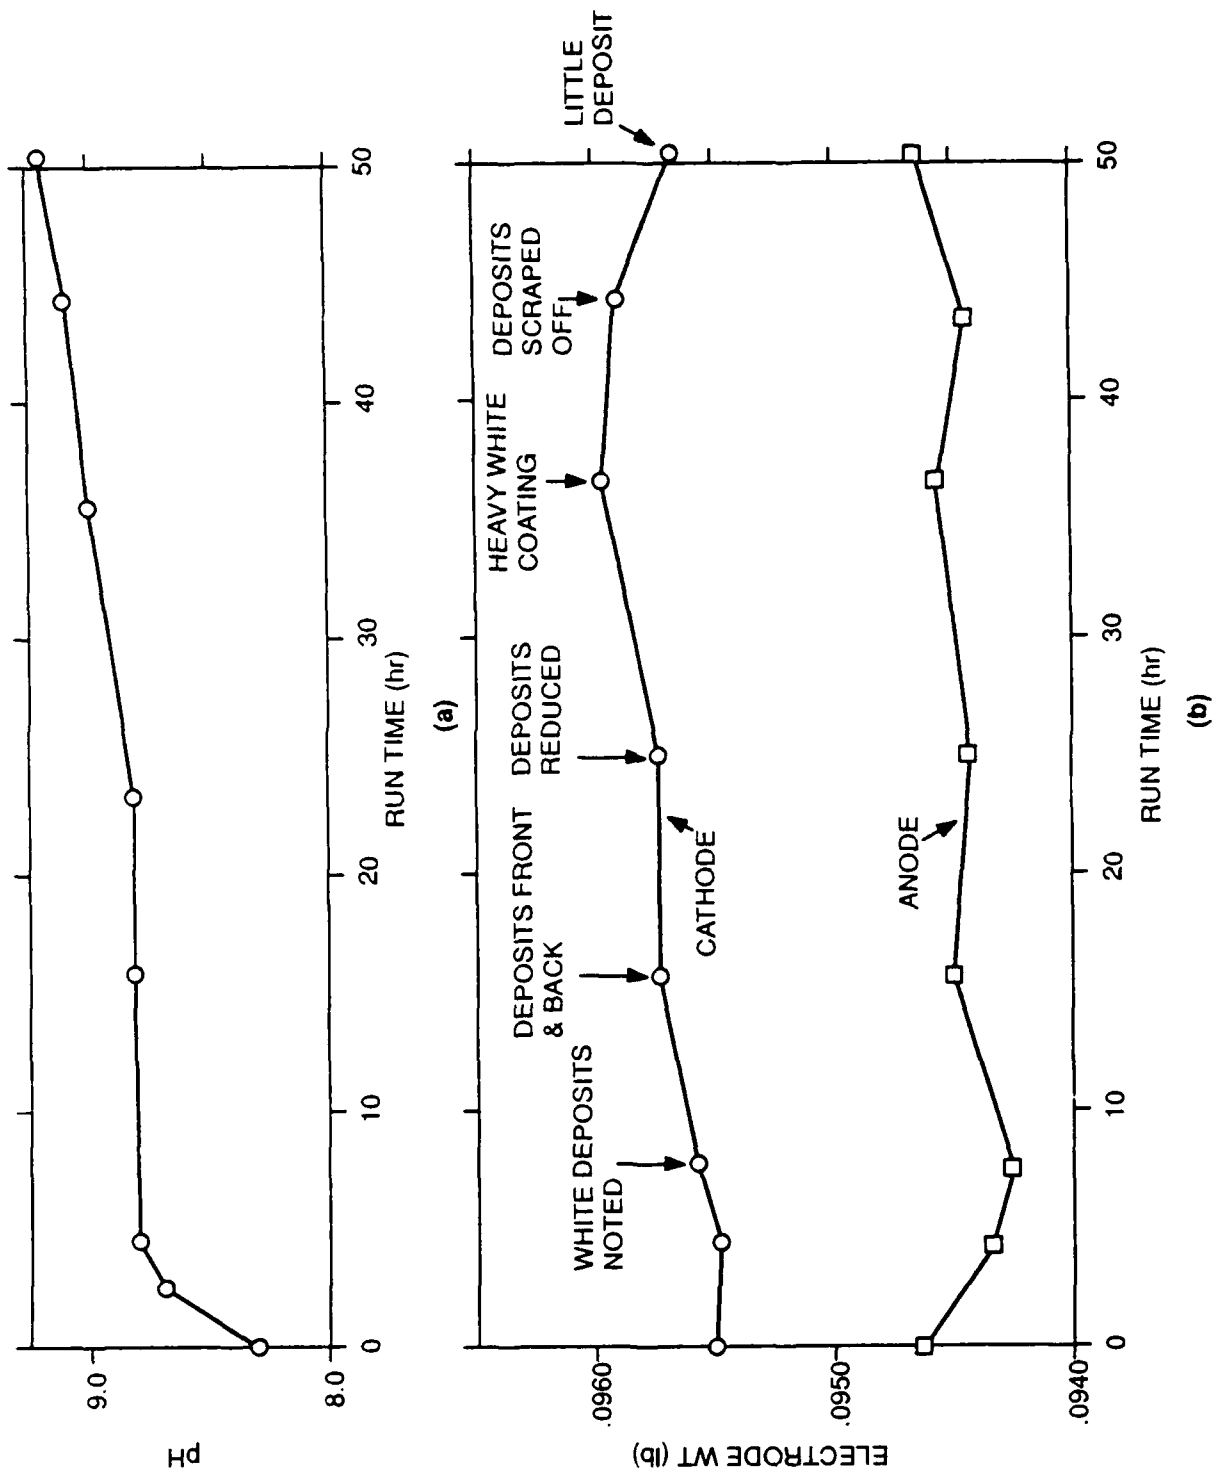 pH
9.0
8.0
0
10
20
30
40
50
RUN TIME (hr)
(a)
ELECTRODE WT (lb)
.0960
.0950
.0940
WHITE DEPOSITS
NOTED
DEPOSITS FRONT
& BACK
DEPOSITS
REDUCED
HEAVY WHITE
COATING
DEPOSITS
SCRAPED
OFF
LITTLE
DEPOSIT
CATHODE
ANODE
0
10
20
30
40
50
RUN TIME (hr)
(b)